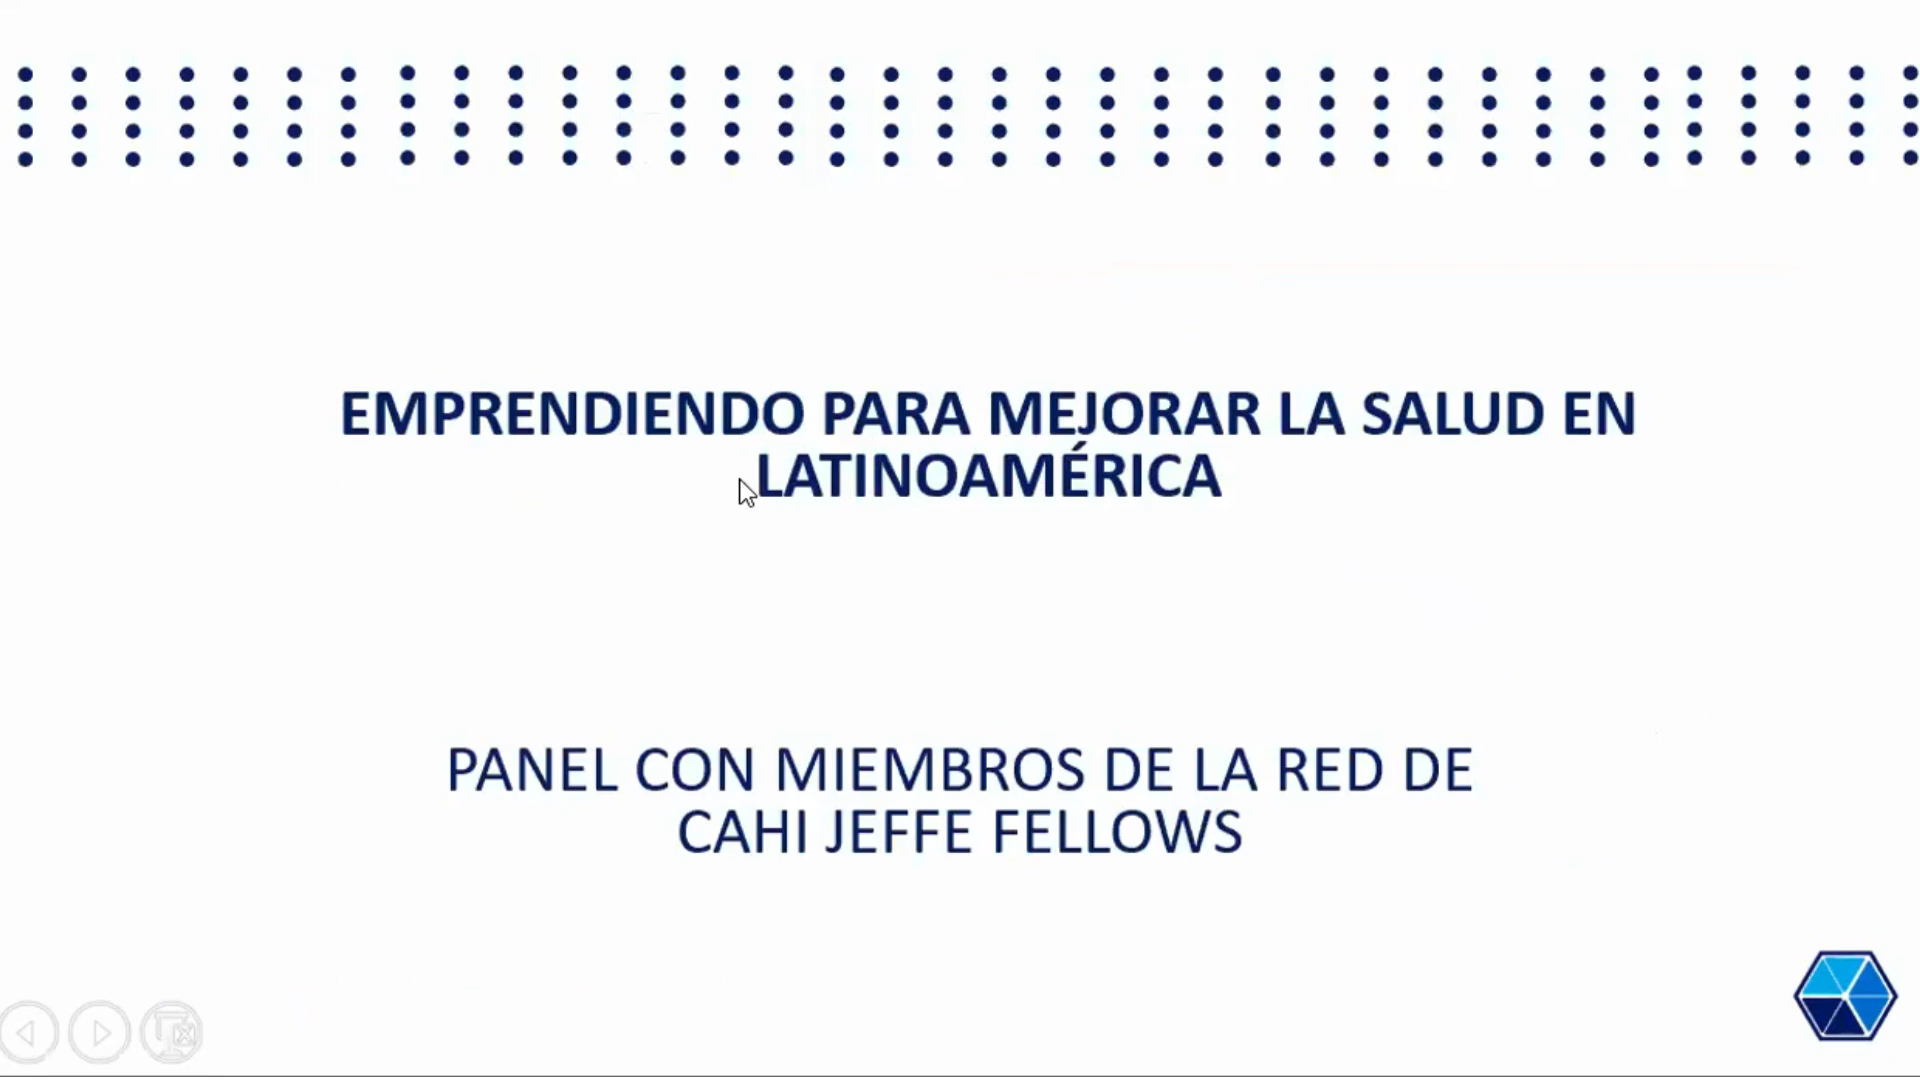 EMPRENDIENDO PARA MEJORAR LA SALUD EN
LATINOAMÉRICA
PANEL CON MIEMBROS DE LA RED DE
CAHI JEFFE FELLOWS